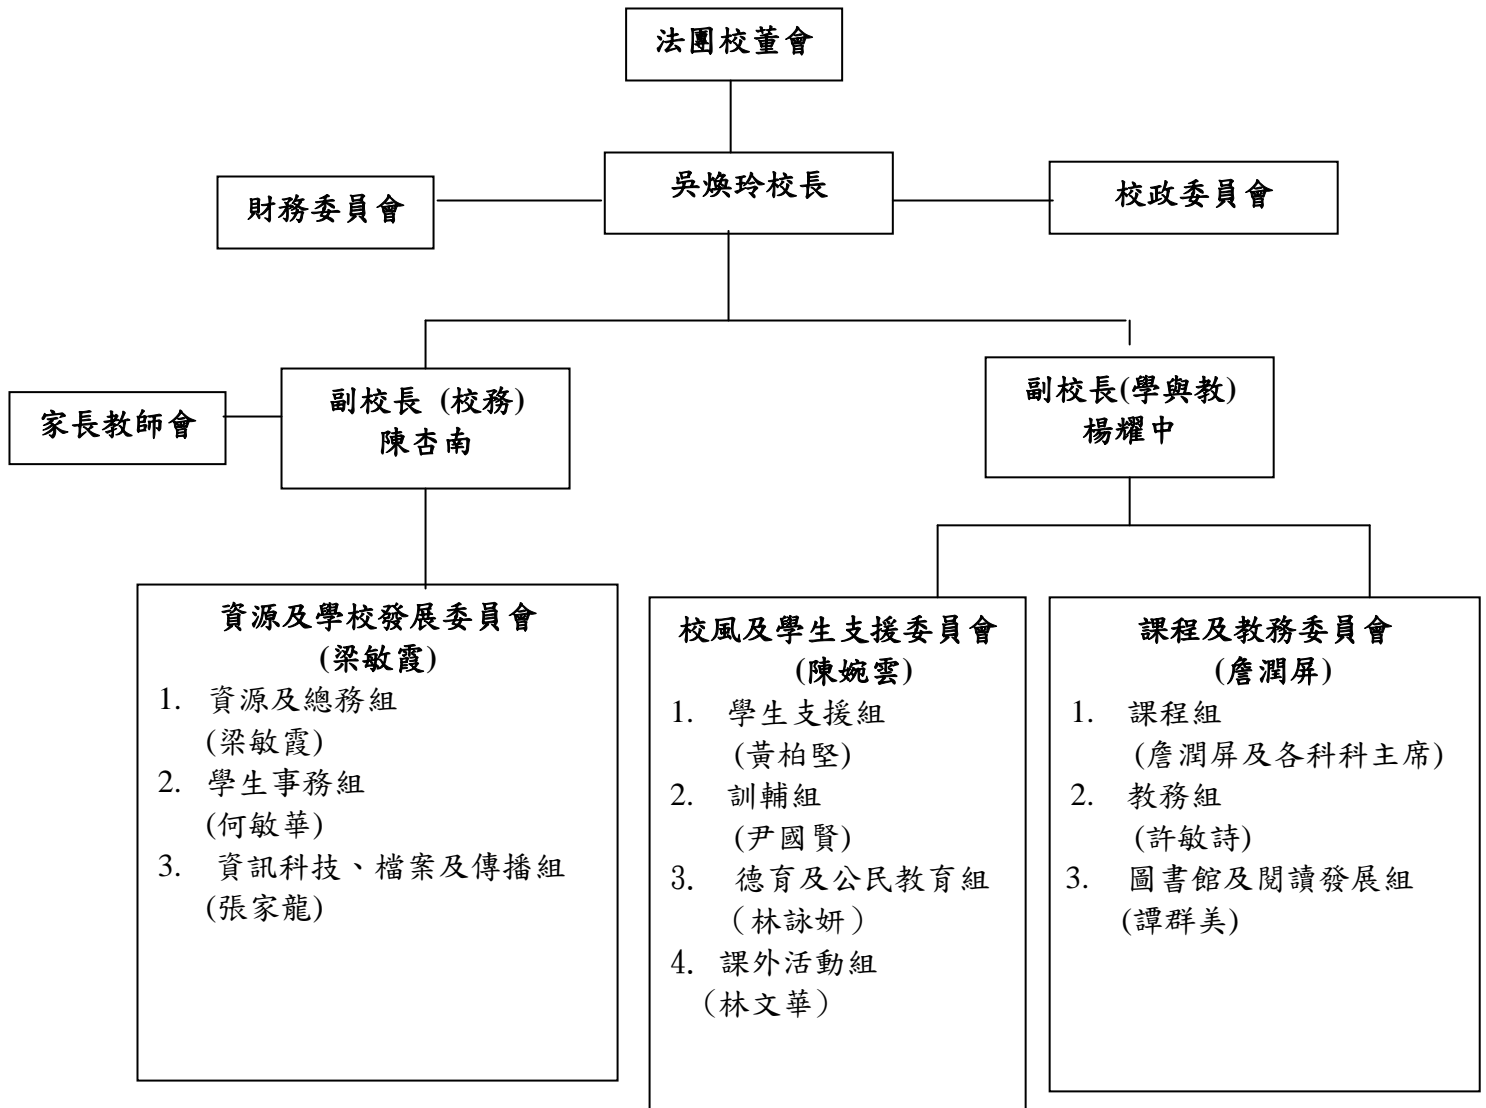 法團校董會
吳煥玲校長
財務委員會
校政委員會
副校長 (校務)
陳杏南
家長教師會
副校長(學與教)
楊耀中
資源及學校發展委員會
(梁敏霞)
1. 資源及總務組
(梁敏霞)
2. 學生事務組
(何敏華)
3. 資訊科技、檔案及傳播組
(張家龍)
校風及學生支援委員會
(陳婉雲)
1. 學生支援組
(黃柏堅)
2. 訓輔組
(尹國賢)
3. 德育及公民教育組
（林詠妍）
4. 課外活動組
（林文華）
課程及教務委員會
(詹潤屏)
1. 課程組
(詹潤屏及各科科主席)
2. 教務組
(許敏詩)
3. 圖書館及閱讀發展組
(譚群美)